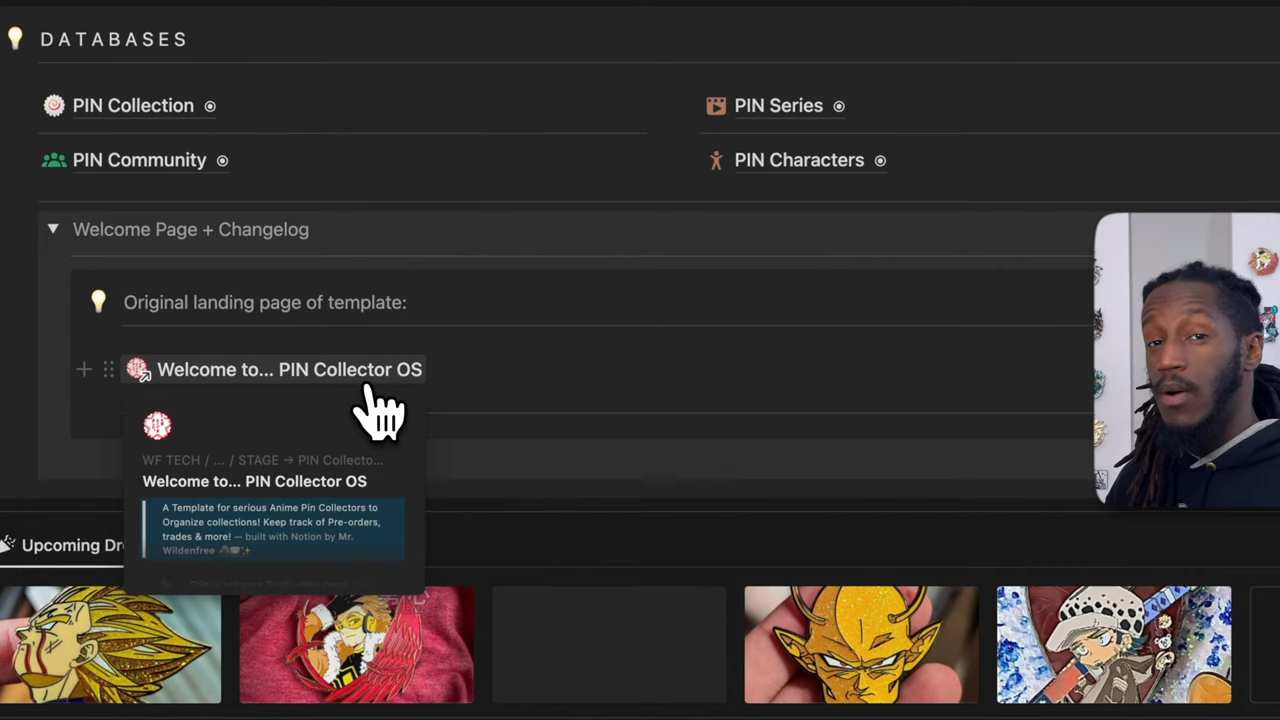 DATABASES
PIN Collection
PIN Series
PIN Community
PIN Characters
Welcome Page + Changelog
Original landing page of template:
Welcome to... PIN Collector OS
WF TECH / ... / STAGE → PIN Collecto...
Welcome to... PIN Collector OS
A Template for serious Anime Pin Collectors to
Organize collections! Keep track of Pre-orders,
trades & more! — built with Notion by Mr.
Wildenfree
Upcoming Dr